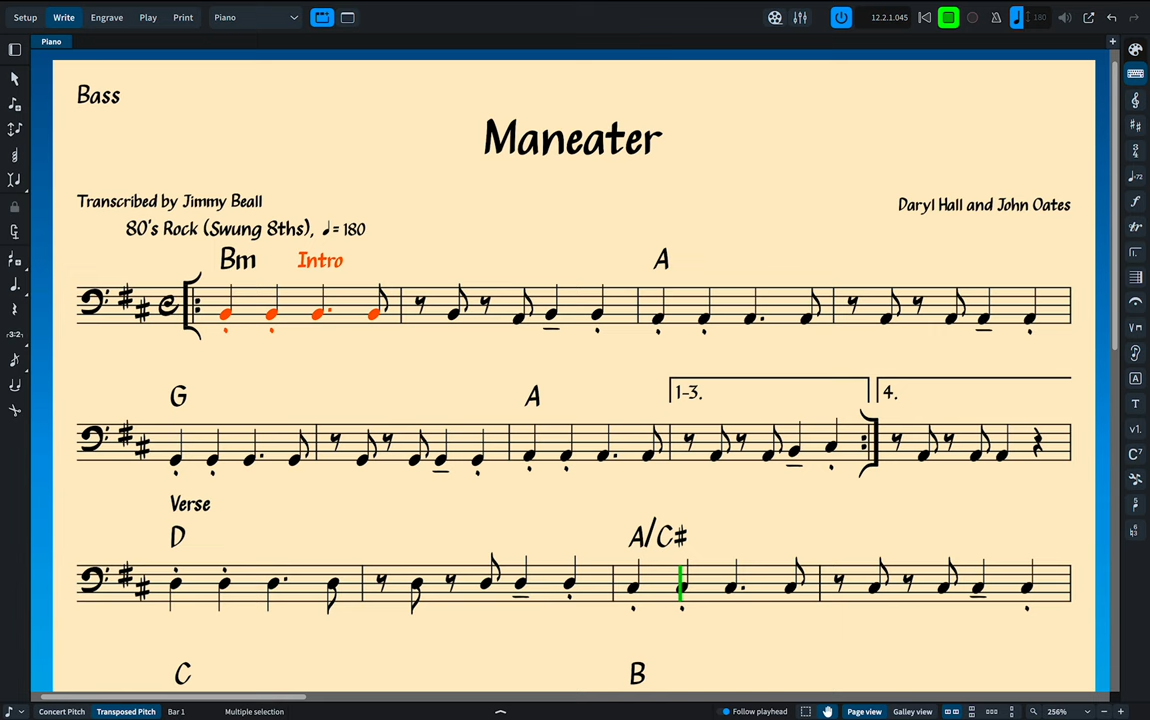 Setup Write Engrave Play Print Piano 12.2.1.045 180
Piano
Bass
Maneater
Transcribed by Jimmy Beall
Daryl Hall and John Oates
80's Rock (Swung 8ths), ♩= 180
Bm Intro A
G A 1-3. 4.
Verse
D A/C#
C B
Concert Pitch Transposed Pitch Bar 1 Multiple selection Follow playhead Page view Galley view 256%